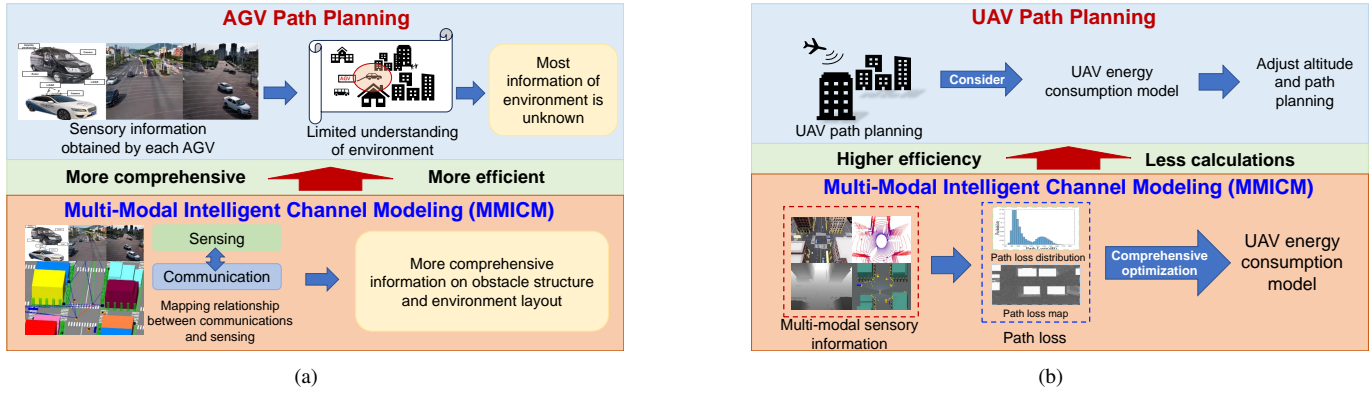 AGV Path Planning
Sensory information
obtained by each AGV
AGV
Limited understanding
of environment
Most
information of
environment is
unknown
More comprehensive
More efficient
Multi-Modal Intelligent Channel Modeling (MMICM)
Sensing
Communication
Mapping relationship
between communications
and sensing
More comprehensive
information on obstacle structure
and environment layout
(a)
UAV Path Planning
UAV path planning
Consider
UAV energy
consumption model
Adjust altitude
and path
planning
Higher efficiency
Less calculations
Multi-Modal Intelligent Channel Modeling (MMICM)
Multi-modal sensory
information
Path loss distribution
Path loss map
Path loss
Comprehensive
optimization
UAV energy
consumption
model
(b)